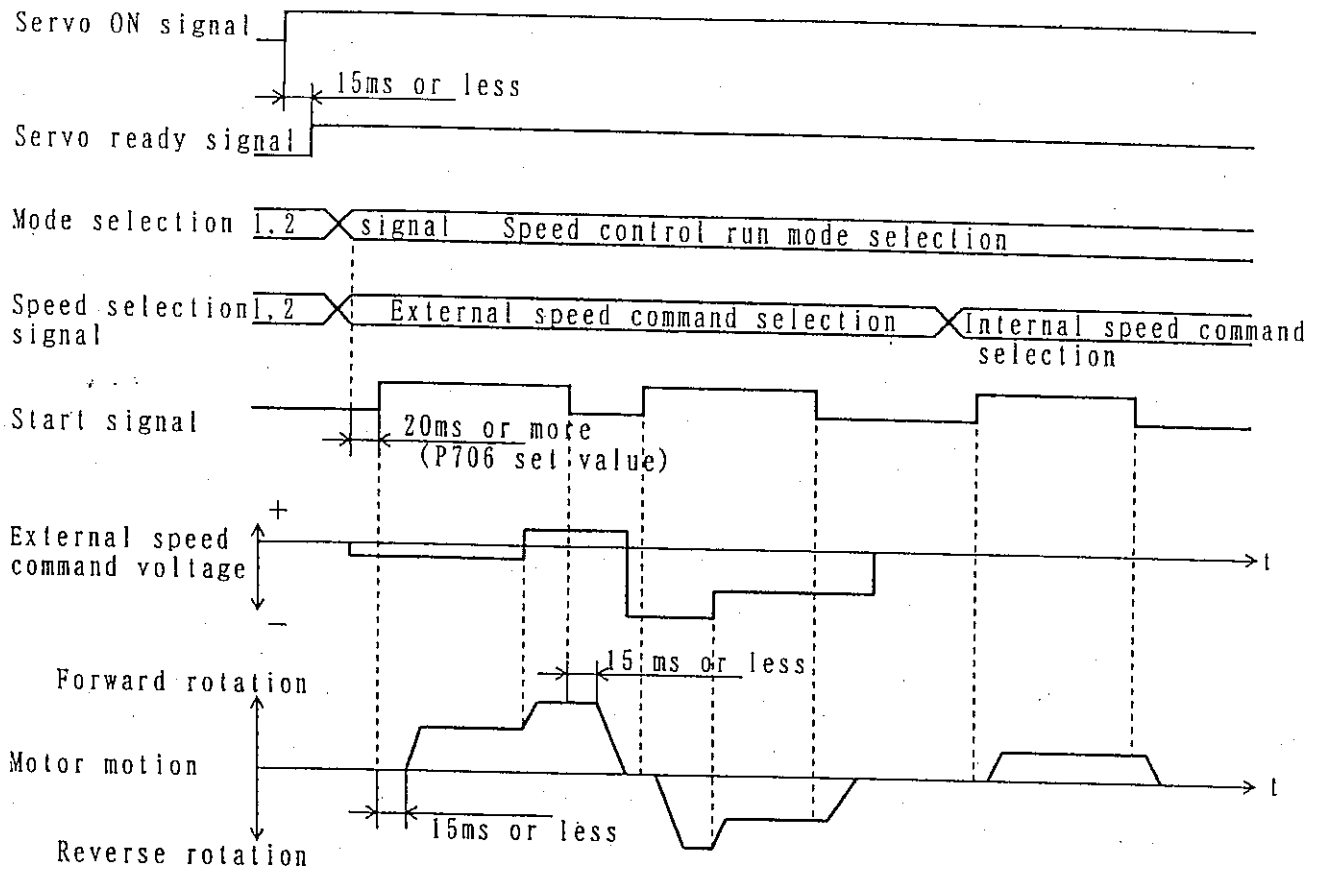 Servo ON signal
15ms or less
Servo ready signal
Mode selection 1,2 signal Speed control run mode selection
Speed selection 1,2 External speed command selection Internal speed command
signal selection
Start signal
20ms or more
(P706 set value)
+
External speed
command voltage
t
−
15 ms or less
Forward rotation
Motor motion
t
15ms or less
Reverse rotation